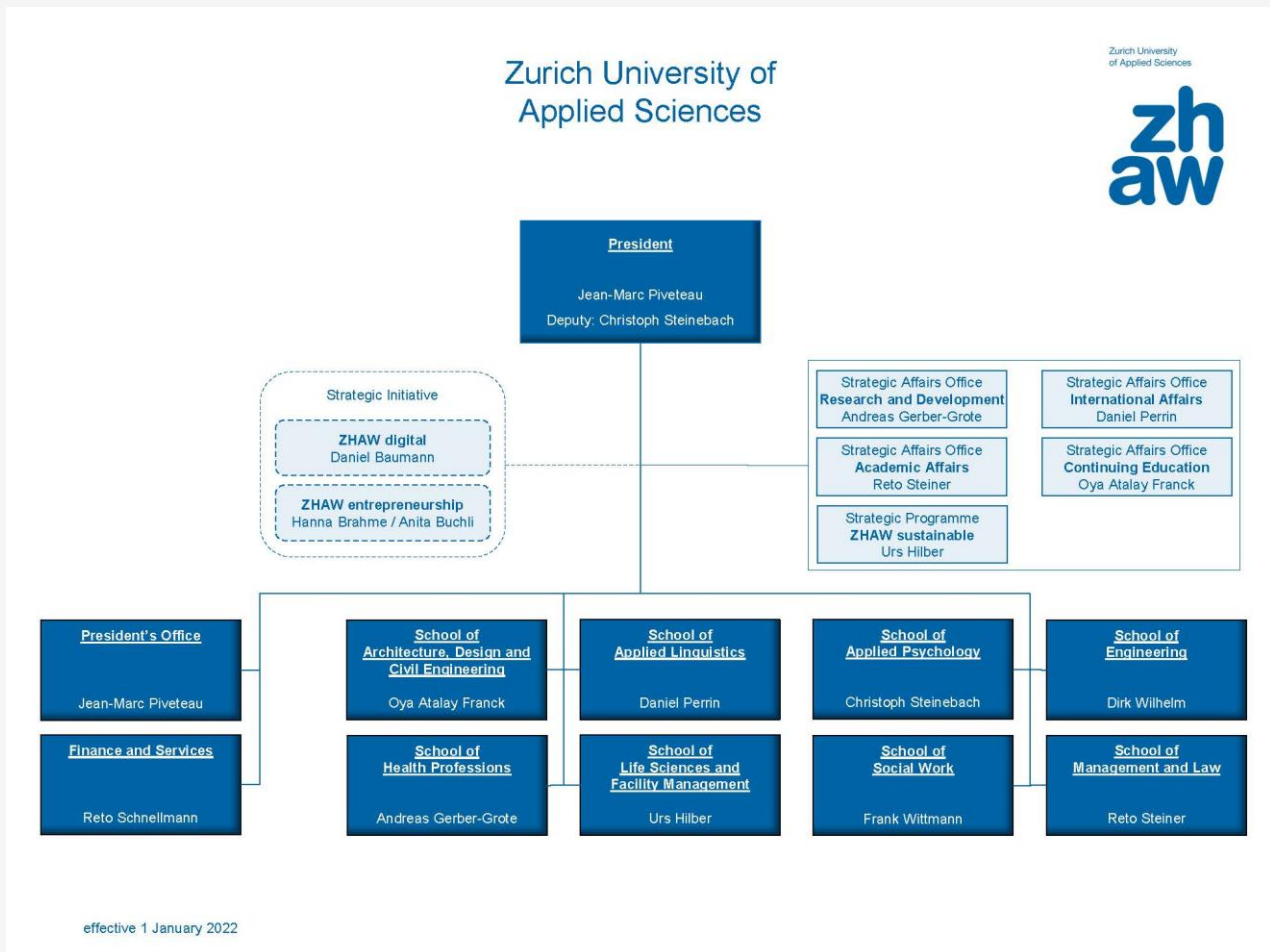 Zurich University of
Applied Sciences
Zurich University
of Applied Sciences
zh
aw
President
Jean-Marc Piveteau
Deputy: Christoph Steinebach
Strategic Initiative
ZHAW digital
Daniel Baumann
ZHAW entrepreneurship
Hanna Brahme / Anita Buchli
Strategic Affairs Office
Research and Development
Andreas Gerber-Grote
Strategic Affairs Office
International Affairs
Daniel Perrin
Strategic Affairs Office
Academic Affairs
Reto Steiner
Strategic Affairs Office
Continuing Education
Oya Atalay Franck
Strategic Programme
ZHAW sustainable
Urs Hilber
President's Office
Jean-Marc Piveteau
School of
Architecture, Design and
Civil Engineering
Oya Atalay Franck
School of
Applied Linguistics
Daniel Perrin
School of
Applied Psychology
Christoph Steinebach
School of
Engineering
Dirk Wilhelm
Finance and Services
Reto Schnellmann
School of
Health Professions
Andreas Gerber-Grote
School of
Life Sciences and
Facility Management
Urs Hilber
School of
Social Work
Frank Wittmann
School of
Management and Law
Reto Steiner
effective 1 January 2022